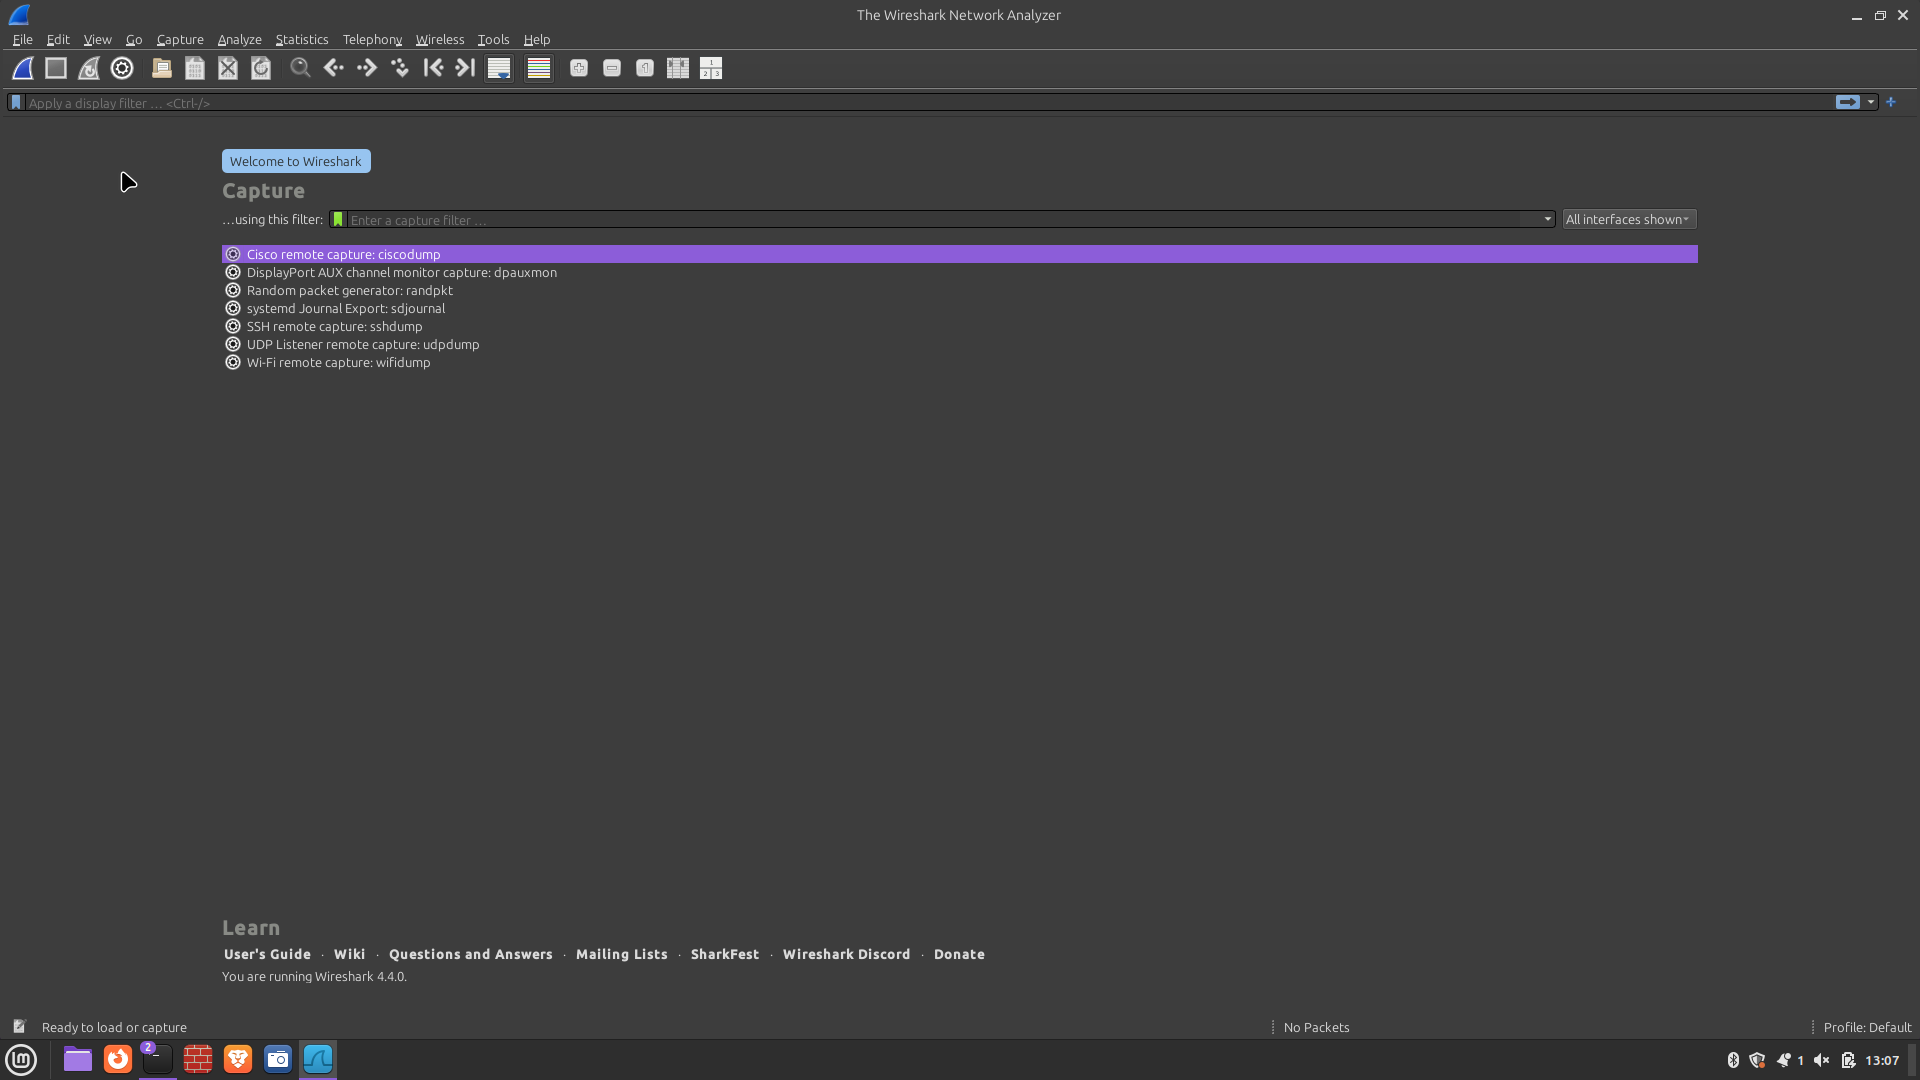 The Wireshark Network Analyzer
File Edit View Go Capture Analyze Statistics Telephony Wireless Tools Help
1
2 3
Apply a display filter … <Ctrl-/>
Welcome to Wireshark
Capture
…using this filter: Enter a capture filter … All interfaces shown
Cisco remote capture: ciscodump
DisplayPort AUX channel monitor capture: dpauxmon
Random packet generator: randpkt
systemd Journal Export: sdjournal
SSH remote capture: sshdump
UDP Listener remote capture: udpdump
Wi-Fi remote capture: wifidump
Learn
User's Guide · Wiki · Questions and Answers · Mailing Lists · SharkFest · Wireshark Discord · Donate
You are running Wireshark 4.4.0.
Ready to load or capture No Packets Profile: Default
lm 2 1 13:07